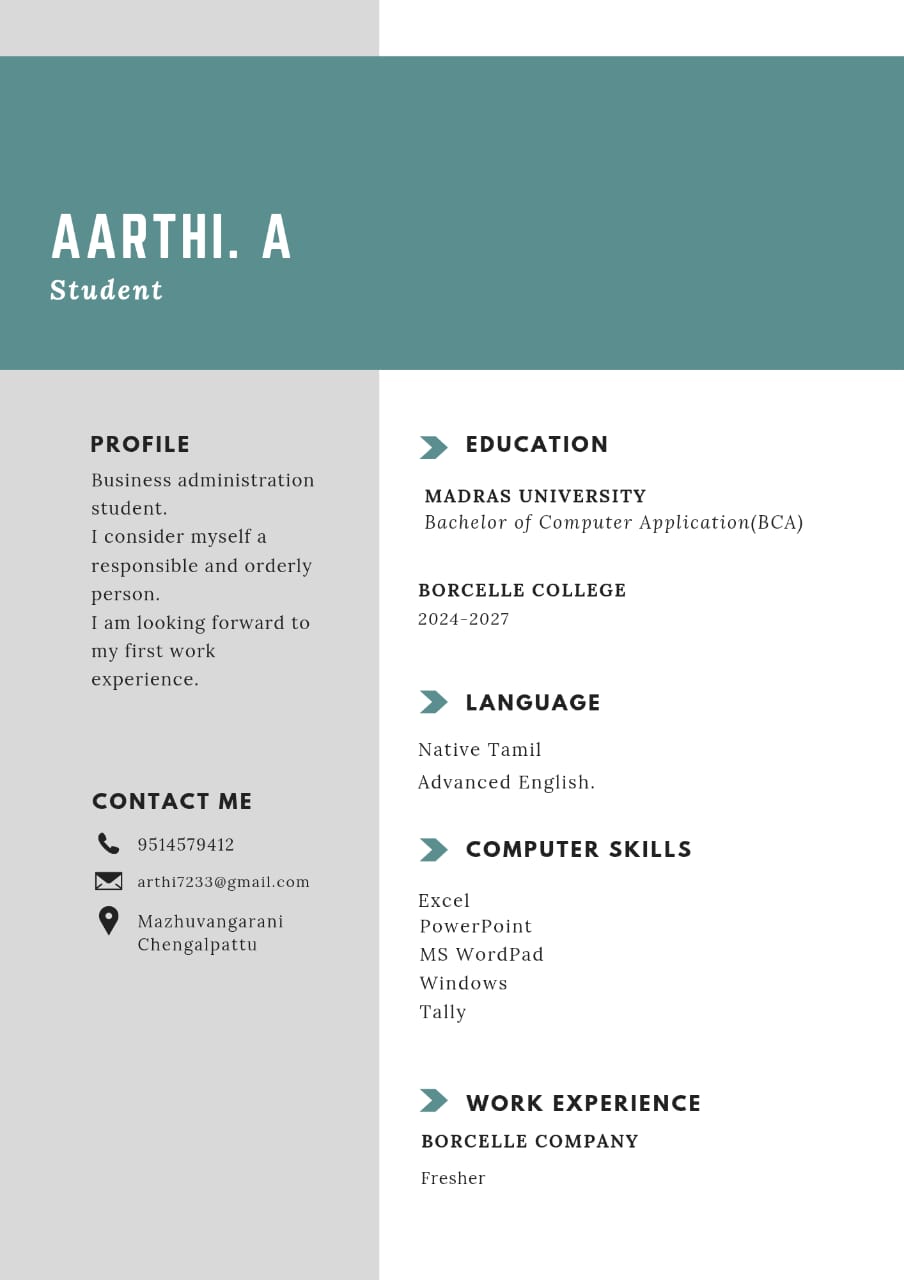 AARTHI. A
Student
PROFILE
Business administration
student.
I consider myself a
responsible and orderly
person.
I am looking forward to
my first work
experience.
CONTACT ME
9514579412
arthi7233@gmail.com
Mazhuvangarani
Chengalpattu
EDUCATION
MADRAS UNIVERSITY
Bachelor of Computer Application(BCA)
BORCELLE COLLEGE
2024-2027
LANGUAGE
Native Tamil
Advanced English.
COMPUTER SKILLS
Excel
PowerPoint
MS WordPad
Windows
Tally
WORK EXPERIENCE
BORCELLE COMPANY
Fresher